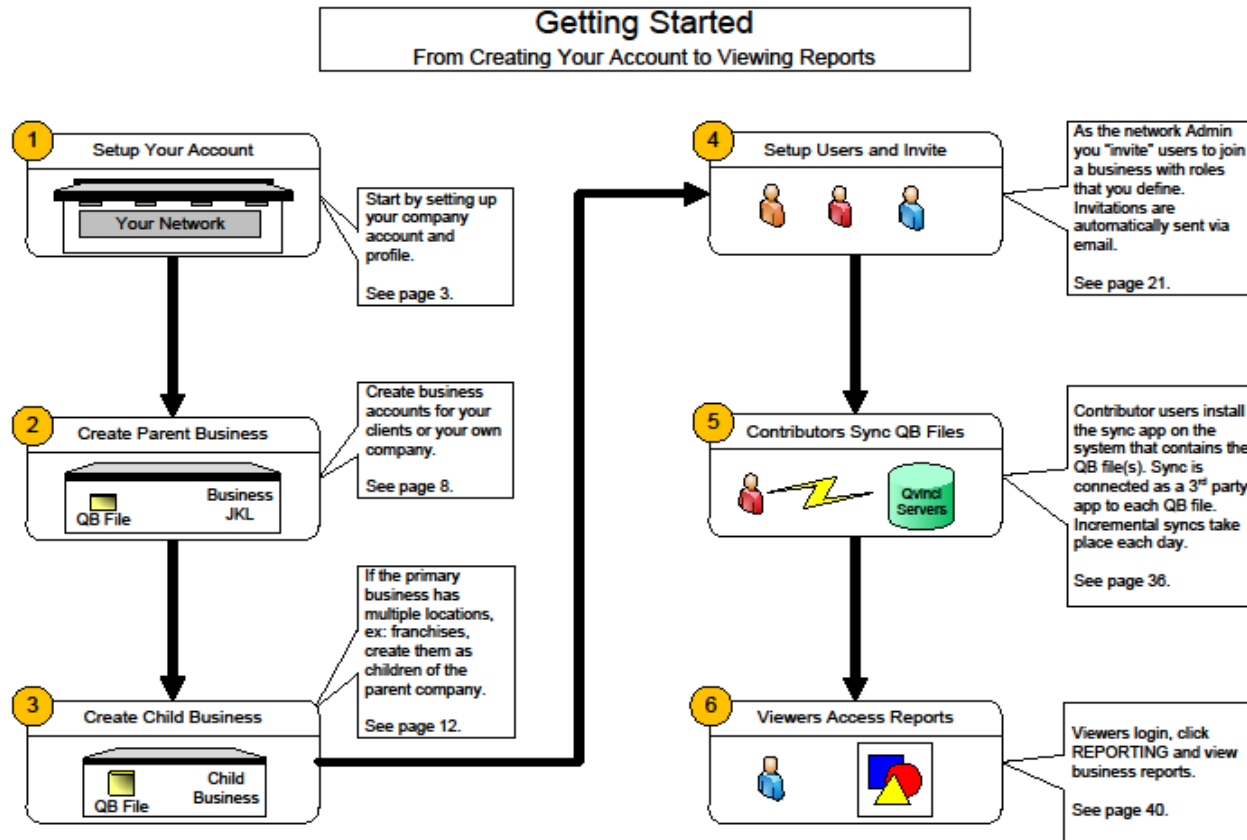 Getting Started
From Creating Your Account to Viewing Reports
1
Setup Your Account
Your Network
Start by setting up
your company
account and
profile.
See page 3.
2
Create Parent Business
QB File
Business
JKL
Create business
accounts for your
clients or your own
company.
See page 8.
3
Create Child Business
QB File
Child
Business
If the primary
business has
multiple locations,
ex: franchises,
create them as
children of the
parent company.
See page 12.
4
Setup Users and Invite
As the network Admin
you "invite" users to join
a business with roles
that you define.
Invitations are
automatically sent via
email.
See page 21.
5
Contributors Sync QB Files
Qvinci
Servers
Contributor users install
the sync app on the
system that contains the
QB file(s). Sync is
connected as a 3rd party
app to each QB file.
Incremental syncs take
place each day.
See page 36.
6
Viewers Access Reports
Viewers login, click
REPORTING and view
business reports.
See page 40.